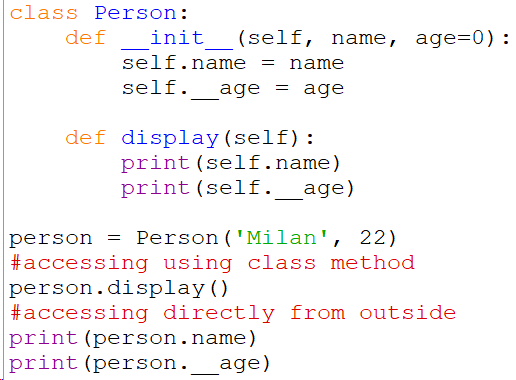 class Person:
    def __init__(self, name, age=0):
        self.name = name
        self.__age = age

    def display(self):
        print(self.name)
        print(self.__age)

person = Person('Milan', 22)
#accessing using class method
person.display()
#accessing directly from outside
print(person.name)
print(person.__age)